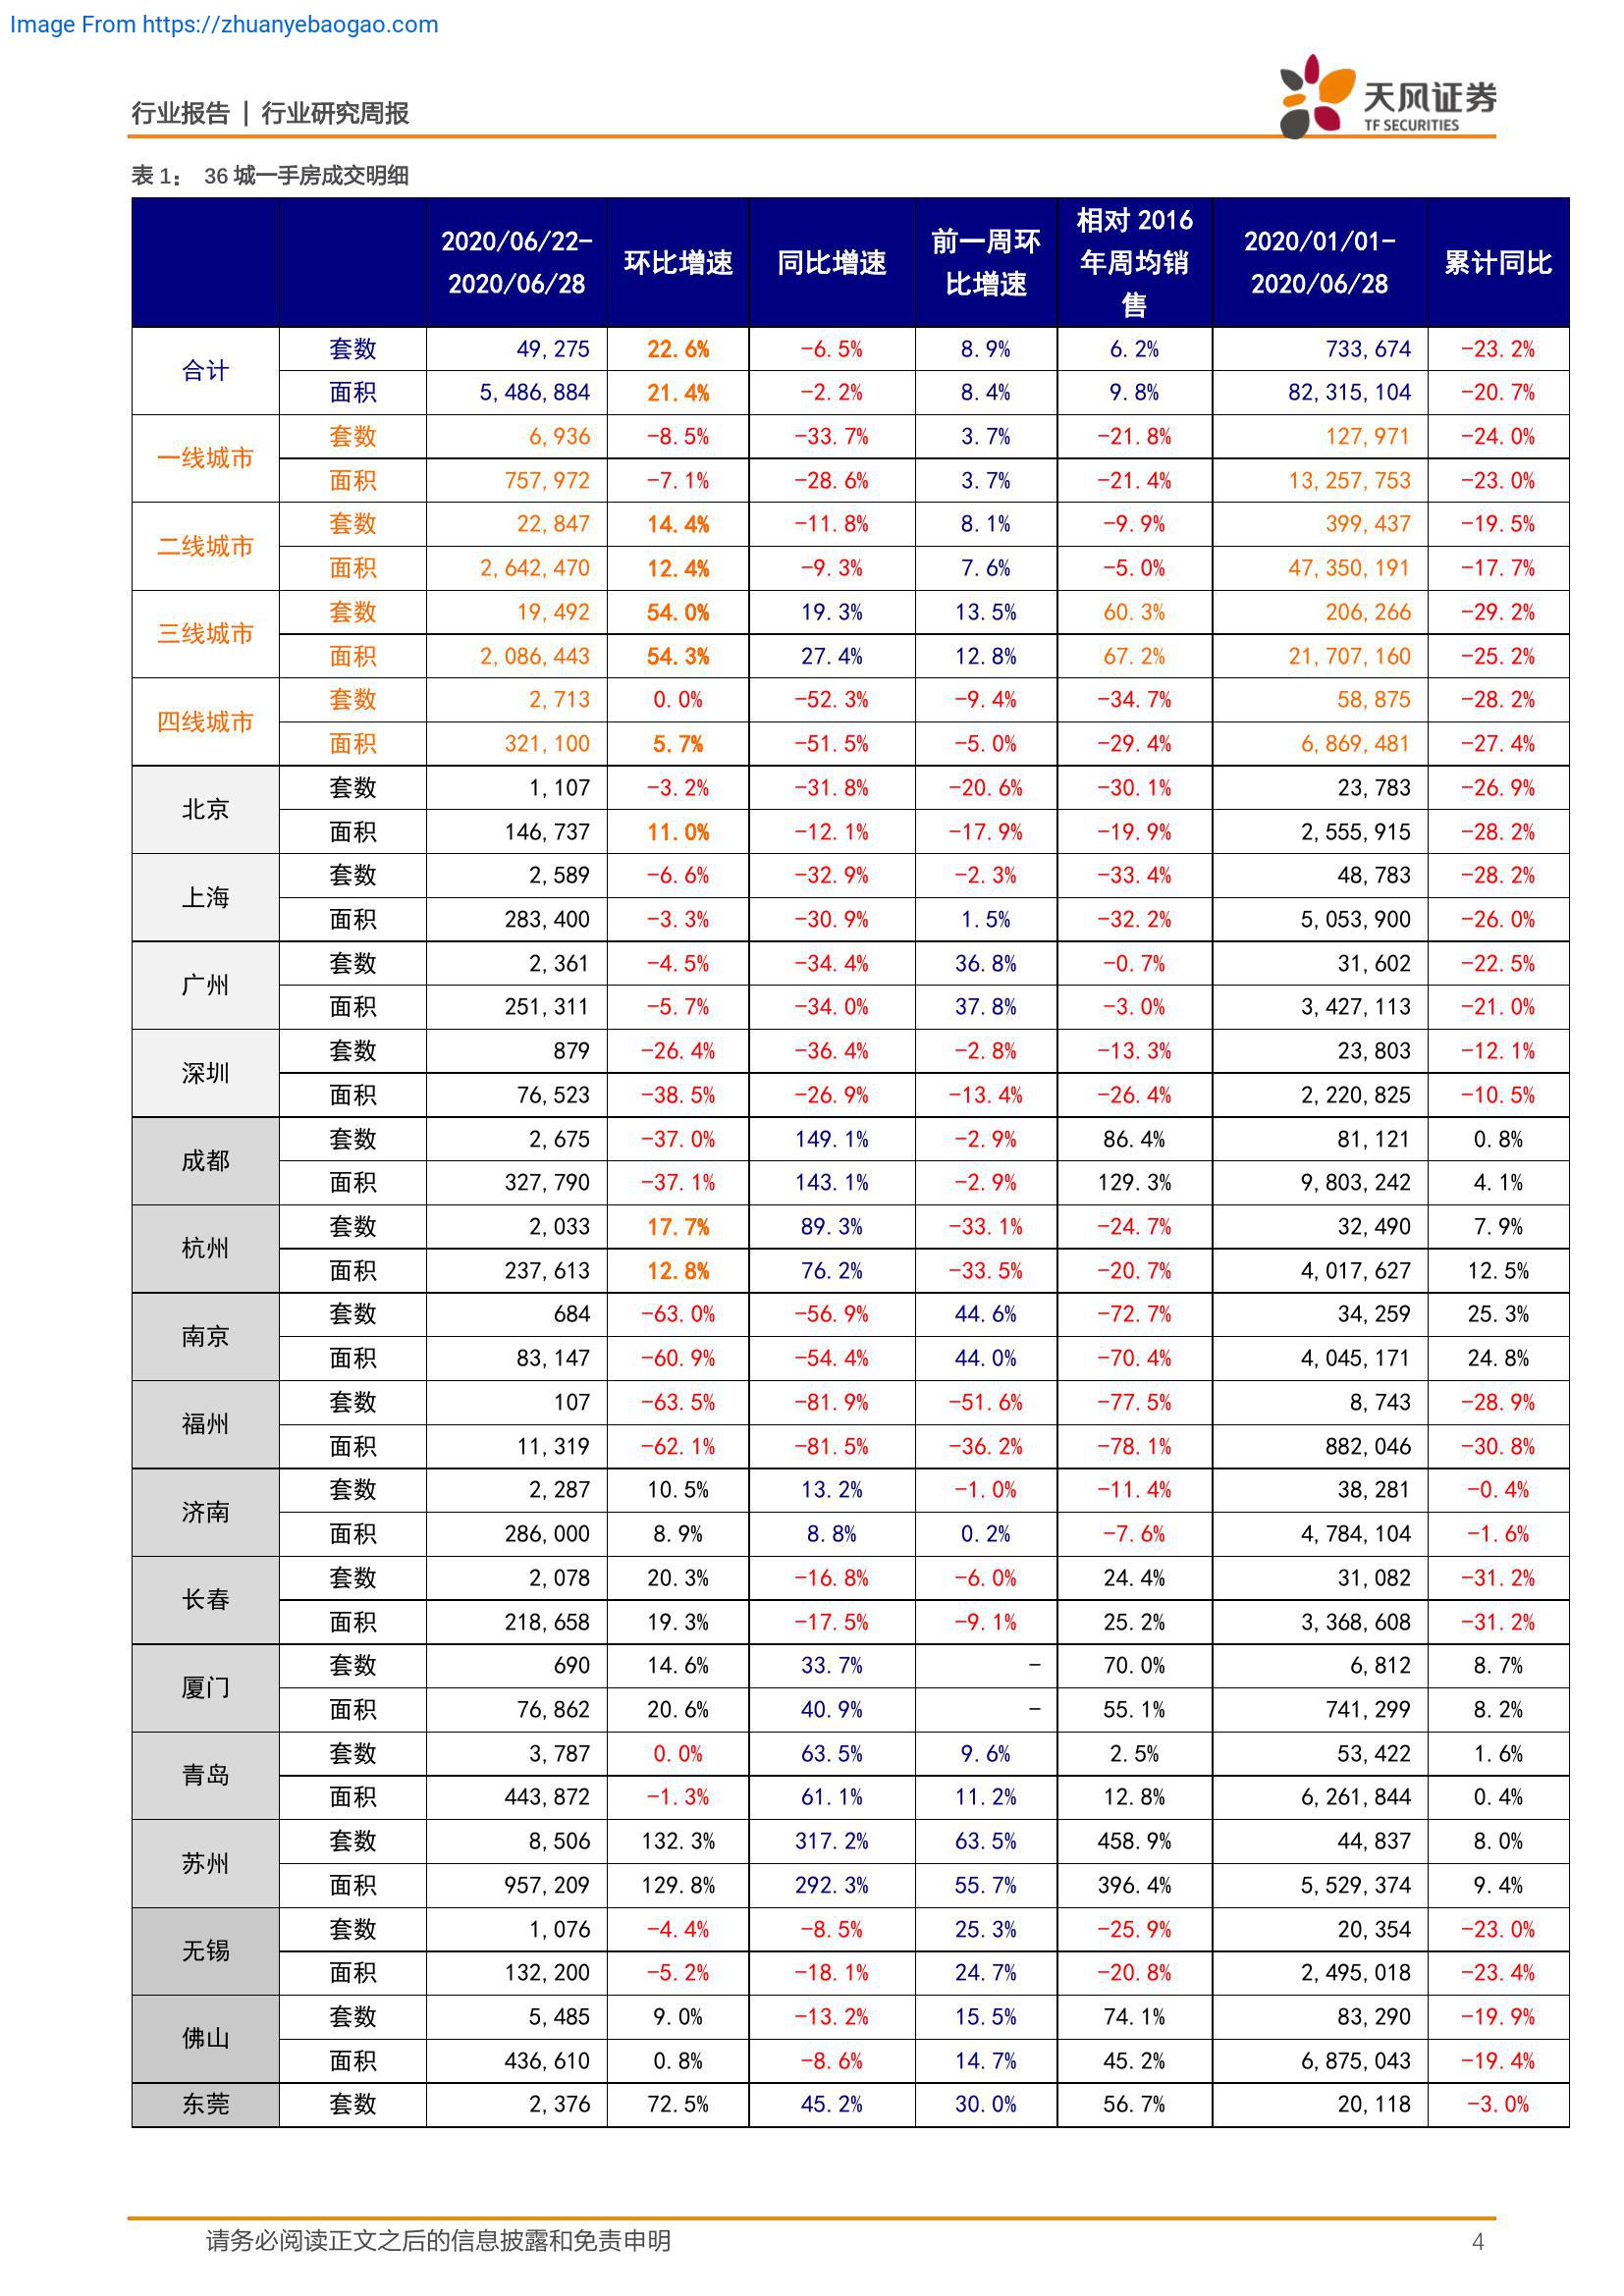 Image From https://zhuanyebaogao.com
行业报告 | 行业研究周报
天风证券
TF SECURITIES
表 1： 36 城一手房成交明细
2020/06/22-2020/06/28 环比增速 同比增速 前一周环比增速 相对 2016 年周均销售 2020/01/01-2020/06/28 累计同比
合计 套数 49,275 22.6% -6.5% 8.9% 6.2% 733,674 -23.2%
面积 5,486,884 21.4% -2.2% 8.4% 9.8% 82,315,104 -20.7%
一线城市 套数 6,936 -8.5% -33.7% 3.7% -21.8% 127,971 -24.0%
面积 757,972 -7.1% -28.6% 3.7% -21.4% 13,257,753 -23.0%
二线城市 套数 22,847 14.4% -11.8% 8.1% -9.9% 399,437 -19.5%
面积 2,642,470 12.4% -9.3% 7.6% -5.0% 47,350,191 -17.7%
三线城市 套数 19,492 54.0% 19.3% 13.5% 60.3% 206,266 -29.2%
面积 2,086,443 54.3% 27.4% 12.8% 67.2% 21,707,160 -25.2%
四线城市 套数 2,713 0.0% -52.3% -9.4% -34.7% 58,875 -28.2%
面积 321,100 5.7% -51.5% -5.0% -29.4% 6,869,481 -27.4%
北京 套数 1,107 -3.2% -31.8% -20.6% -30.1% 23,783 -26.9%
面积 146,737 11.0% -12.1% -17.9% -19.9% 2,555,915 -28.2%
上海 套数 2,589 -6.6% -32.9% -2.3% -33.4% 48,783 -28.2%
面积 283,400 -3.3% -30.9% 1.5% -32.2% 5,053,900 -26.0%
广州 套数 2,361 -4.5% -34.4% 36.8% -0.7% 31,602 -22.5%
面积 251,311 -5.7% -34.0% 37.8% -3.0% 3,427,113 -21.0%
深圳 套数 879 -26.4% -36.4% -2.8% -13.3% 23,803 -12.1%
面积 76,523 -38.5% -26.9% -13.4% -26.4% 2,220,825 -10.5%
成都 套数 2,675 -37.0% 149.1% -2.9% 86.4% 81,121 0.8%
面积 327,790 -37.1% 143.1% -2.9% 129.3% 9,803,242 4.1%
杭州 套数 2,033 17.7% 89.3% -33.1% -24.7% 32,490 7.9%
面积 237,613 12.8% 76.2% -33.5% -20.7% 4,017,627 12.5%
南京 套数 684 -63.0% -56.9% 44.6% -72.7% 34,259 25.3%
面积 83,147 -60.9% -54.4% 44.0% -70.4% 4,045,171 24.8%
福州 套数 107 -63.5% -81.9% -51.6% -77.5% 8,743 -28.9%
面积 11,319 -62.1% -81.5% -36.2% -78.1% 882,046 -30.8%
济南 套数 2,287 10.5% 13.2% -1.0% -11.4% 38,281 -0.4%
面积 286,000 8.9% 8.8% 0.2% -7.6% 4,784,104 -1.6%
长春 套数 2,078 20.3% -16.8% -6.0% 24.4% 31,082 -31.2%
面积 218,658 19.3% -17.5% -9.1% 25.2% 3,368,608 -31.2%
厦门 套数 690 14.6% 33.7% - 70.0% 6,812 8.7%
面积 76,862 20.6% 40.9% - 55.1% 741,299 8.2%
青岛 套数 3,787 0.0% 63.5% 9.6% 2.5% 53,422 1.6%
面积 443,872 -1.3% 61.1% 11.2% 12.8% 6,261,844 0.4%
苏州 套数 8,506 132.3% 317.2% 63.5% 458.9% 44,837 8.0%
面积 957,209 129.8% 292.3% 55.7% 396.4% 5,529,374 9.4%
无锡 套数 1,076 -4.4% -8.5% 25.3% -25.9% 20,354 -23.0%
面积 132,200 -5.2% -18.1% 24.7% -20.8% 2,495,018 -23.4%
佛山 套数 5,485 9.0% -13.2% 15.5% 74.1% 83,290 -19.9%
面积 436,610 0.8% -8.6% 14.7% 45.2% 6,875,043 -19.4%
东莞 套数 2,376 72.5% 45.2% 30.0% 56.7% 20,118 -3.0%
请务必阅读正文之后的信息披露和免责申明 4